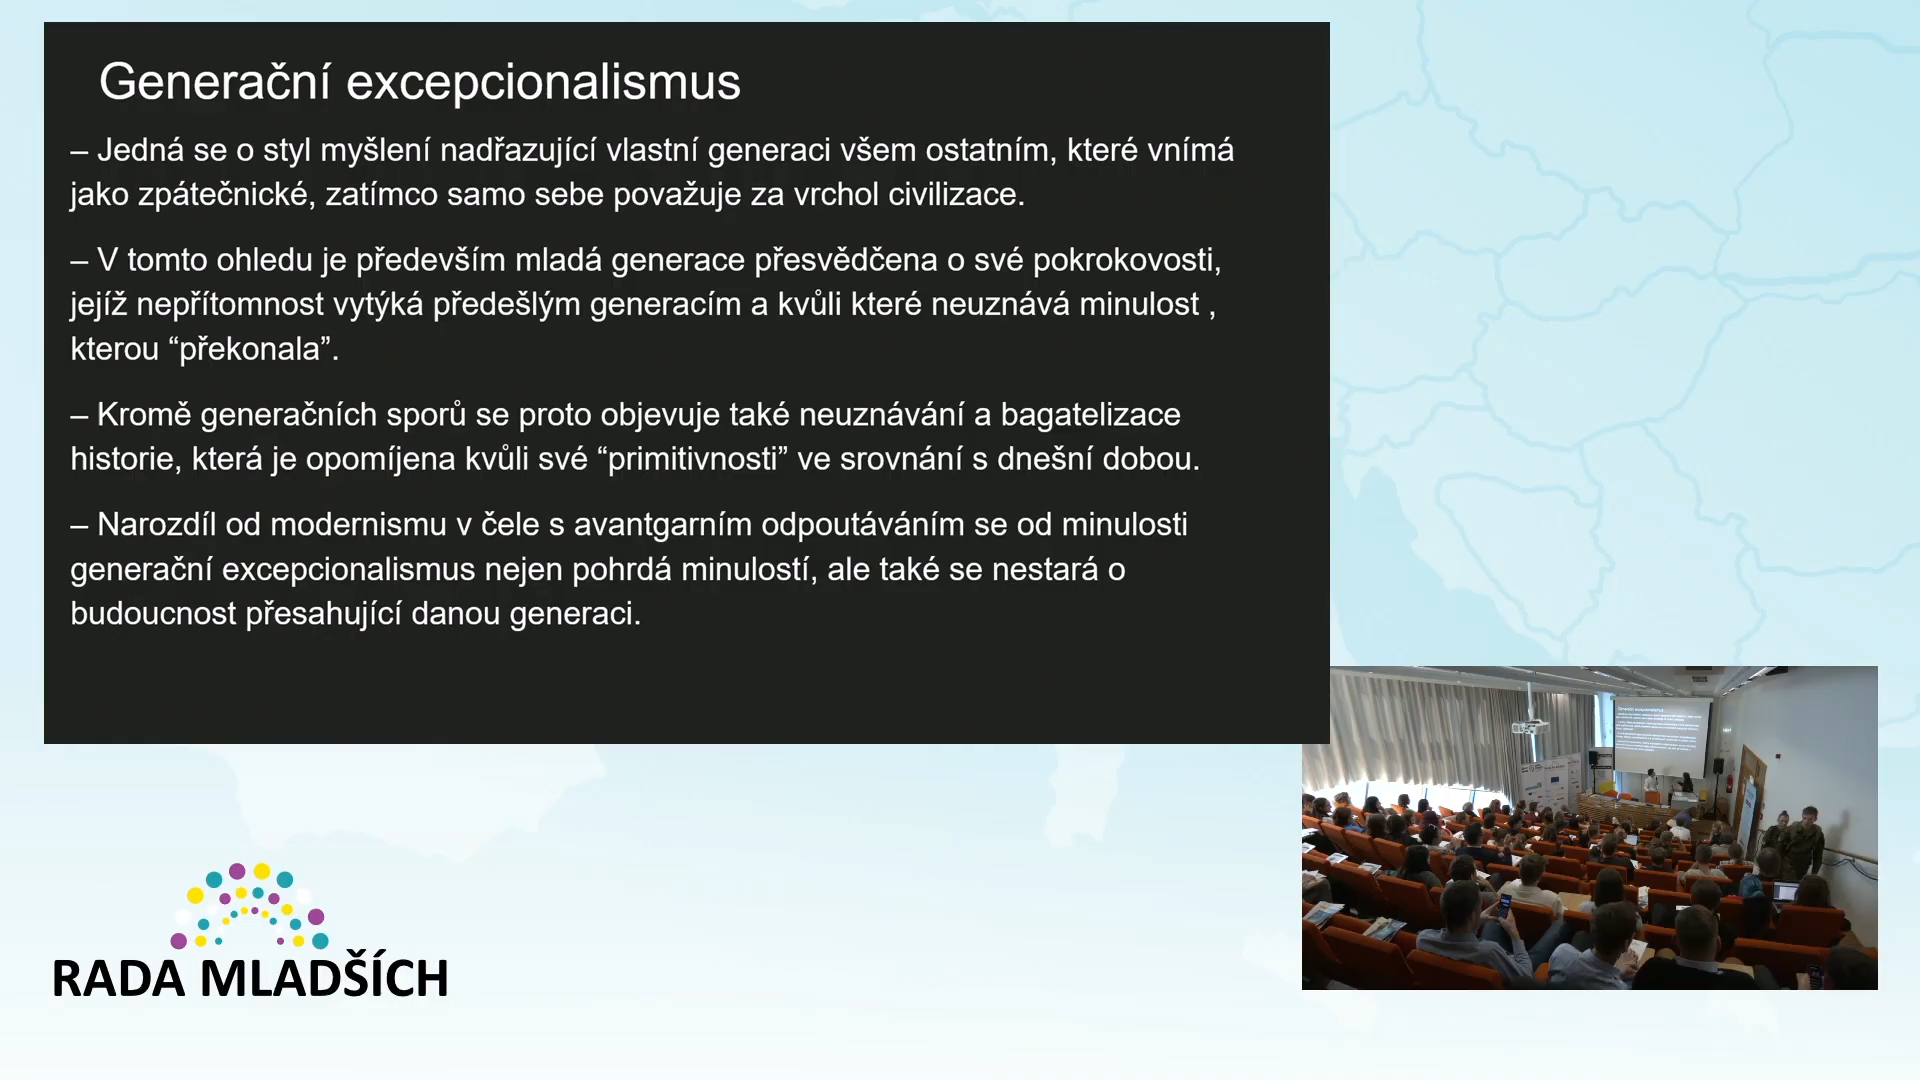 Generační excepcionalismus
– Jedná se o styl myšlení nadřazující vlastní generaci všem ostatním, které vnímá
jako zpátečnické, zatímco samo sebe považuje za vrchol civilizace.
– V tomto ohledu je především mladá generace přesvědčena o své pokrokovosti,
jejíž nepřítomnost vytýká předešlým generacím a kvůli které neuznává minulost ,
kterou “překonala”.
– Kromě generačních sporů se proto objevuje také neuznávání a bagatelizace
historie, která je opomíjena kvůli své “primitivnosti” ve srovnání s dnešní dobou.
– Narozdíl od modernismu v čele s avantgarním odpoutáváním se od minulosti
generační excepcionalismus nejen pohrdá minulostí, ale také se nestará o
budoucnost přesahující danou generaci.
RADA MLADŠÍCH